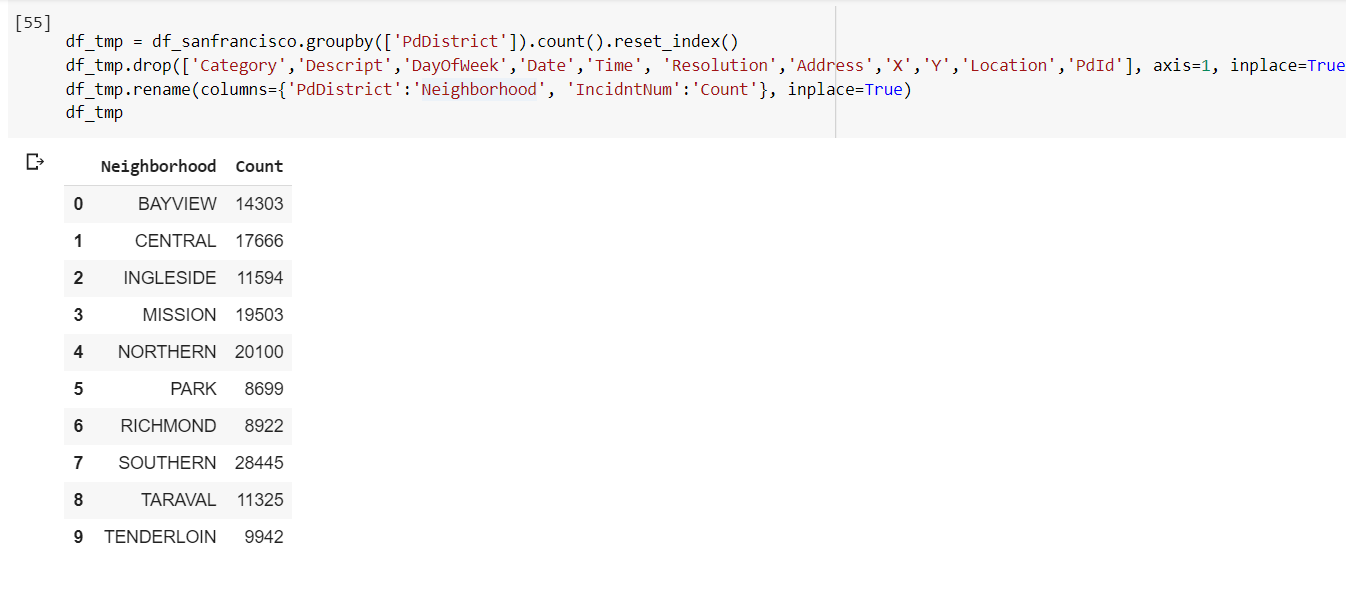 [55]
df_tmp = df_sanfrancisco.groupby(['PdDistrict']).count().reset_index()
df_tmp.drop(['Category','Descript','DayOfWeek','Date','Time', 'Resolution','Address','X','Y','Location','PdId'], axis=1, inplace=True
df_tmp.rename(columns={'PdDistrict':'Neighborhood', 'IncidntNum':'Count'}, inplace=True)
df_tmp
Neighborhood Count
0 BAYVIEW 14303
1 CENTRAL 17666
2 INGLESIDE 11594
3 MISSION 19503
4 NORTHERN 20100
5 PARK 8699
6 RICHMOND 8922
7 SOUTHERN 28445
8 TARAVAL 11325
9 TENDERLOIN 9942